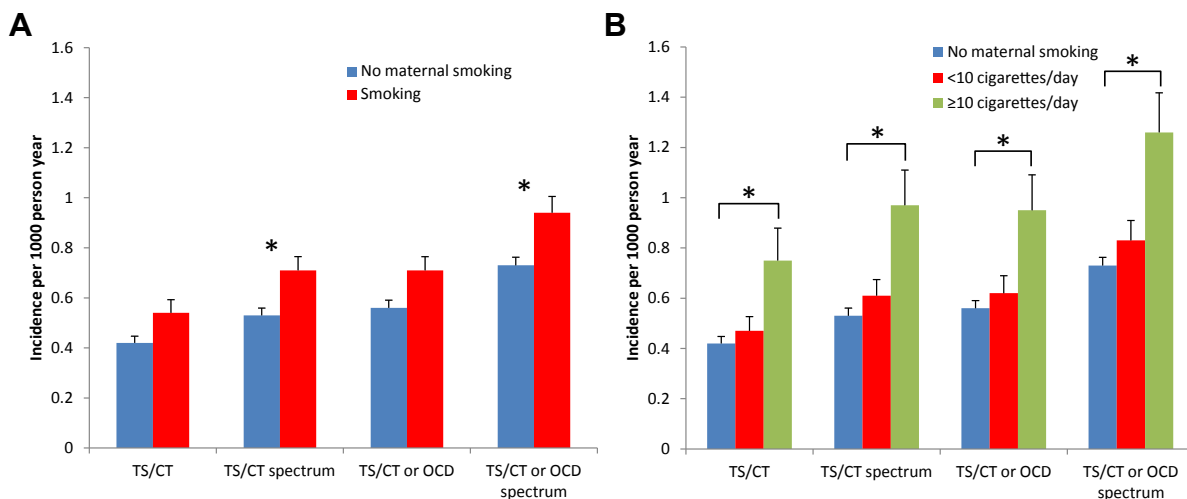 A
Incidence per 1000 person year
1.6
1.4
1.2
1
0.8
0.6
0.4
0.2
0
No maternal smoking
Smoking
*
*
TS/CT
TS/CT spectrum
TS/CT or OCD
TS/CT or OCD
spectrum
B
Incidence per 1000 person year
1.6
1.4
1.2
1
0.8
0.6
0.4
0.2
0
No maternal smoking
<10 cigarettes/day
≥10 cigarettes/day
*
*
*
*
TS/CT
TS/CT spectrum
TS/CT or OCD
TS/CT or OCD
spectrum